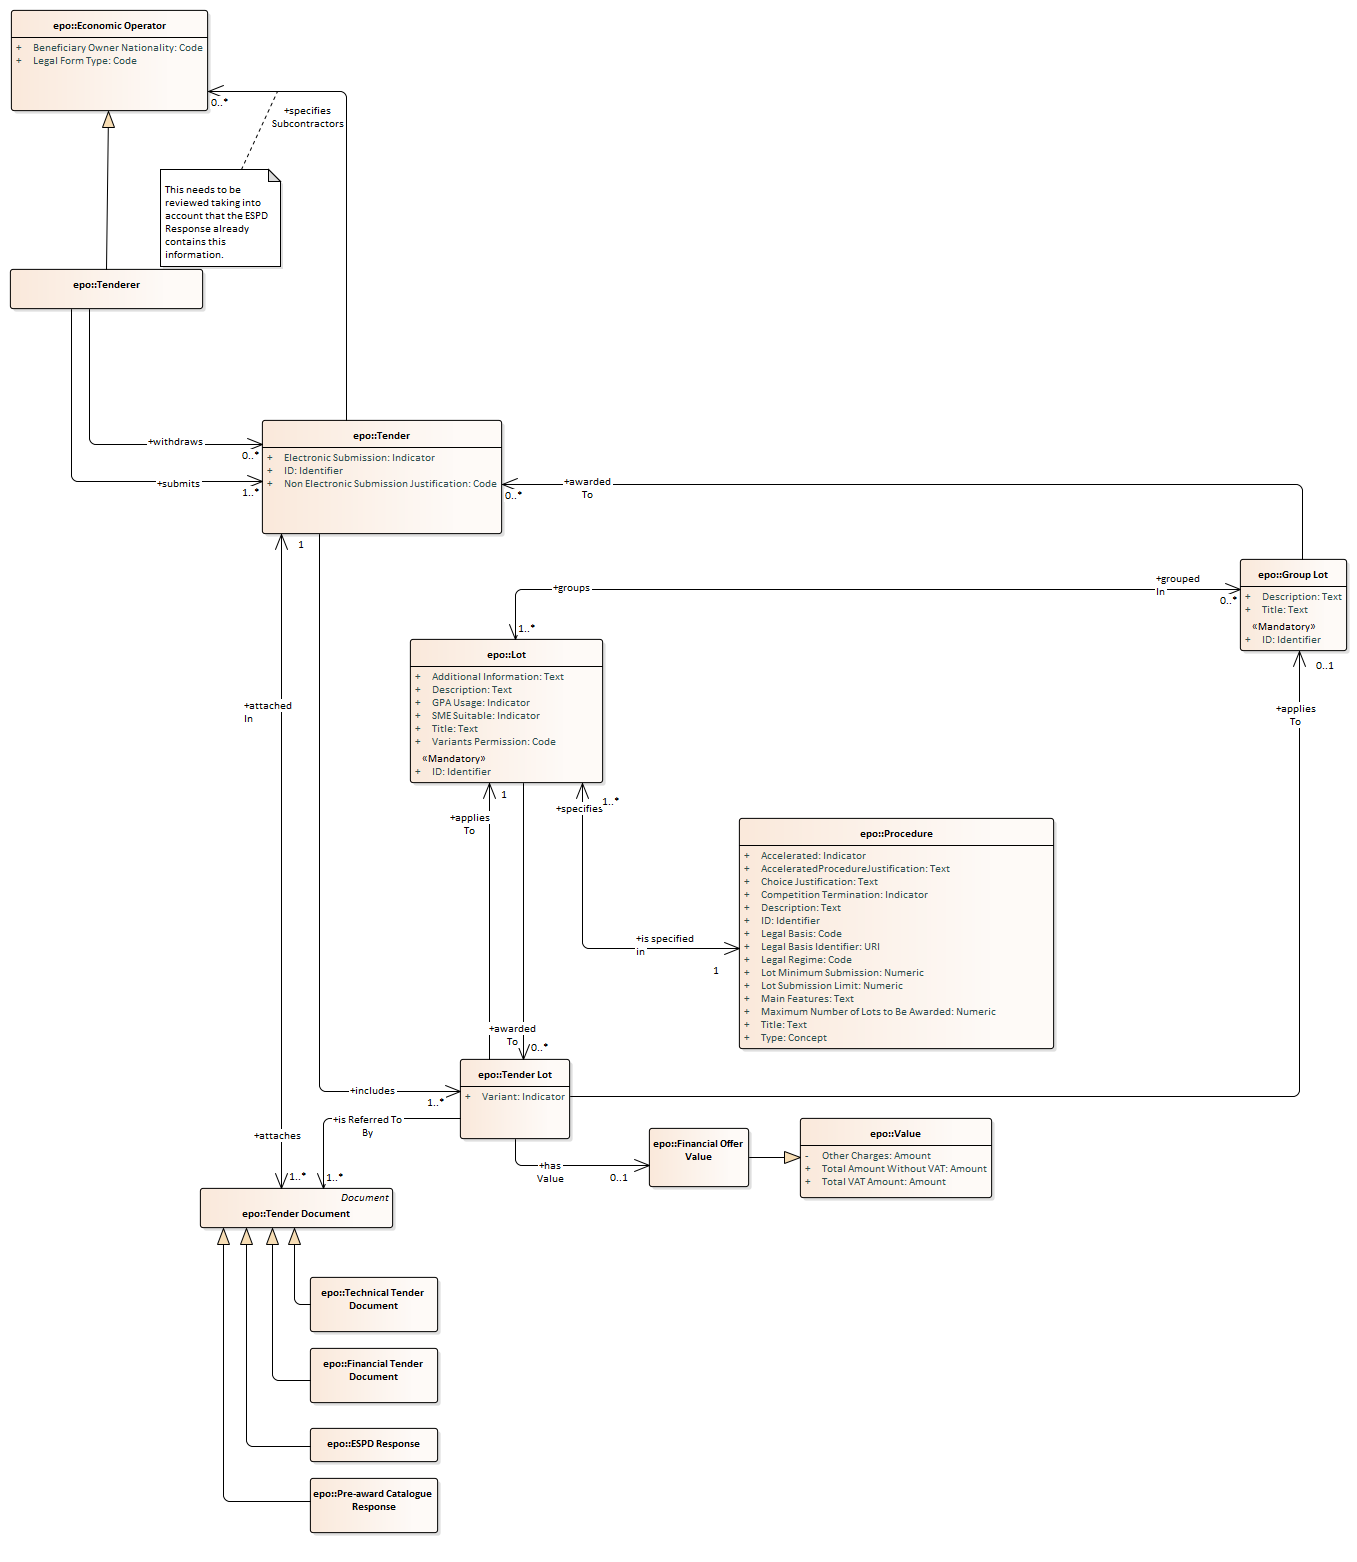 epo::Economic Operator
+ Beneficiary Owner Nationality: Code
+ Legal Form Type: Code
0..*
+specifies
Subcontractors
This needs to be
reviewed taking into
account that the ESPD
Response already
contains this
information.
epo::Tenderer
+withdraws
0..*
+submits
1..*
epo::Tender
+ Electronic Submission: Indicator
+ ID: Identifier
+ Non Electronic Submission Justification: Code
+awarded
To
0..*
1
epo::Group Lot
+ Description: Text
+ Title: Text
«Mandatory»
+ ID: Identifier
+groups
+grouped
In
0..*
1..*
0..1
+applies
To
epo::Lot
+ Additional Information: Text
+ Description: Text
+ GPA Usage: Indicator
+ SME Suitable: Indicator
+ Title: Text
+ Variants Permission: Code
«Mandatory»
+ ID: Identifier
+attached
In
1
+applies
To
+specifies
1..*
epo::Procedure
+ Accelerated: Indicator
+ AcceleratedProcedureJustification: Text
+ Choice Justification: Text
+ Competition Termination: Indicator
+ Description: Text
+ ID: Identifier
+ Legal Basis: Code
+ Legal Basis Identifier: URI
+ Legal Regime: Code
+ Lot Minimum Submission: Numeric
+ Lot Submission Limit: Numeric
+ Main Features: Text
+ Maximum Number of Lots to Be Awarded: Numeric
+ Title: Text
+ Type: Concept
+is specified
in
1
+awarded
To
0..*
epo::Tender Lot
+ Variant: Indicator
+includes
1..*
+is Referred To
By
+attaches
1..*
1..*
+has
Value
0..1
epo::Financial Offer
Value
epo::Value
- Other Charges: Amount
+ Total Amount Without VAT: Amount
+ Total VAT Amount: Amount
Document
epo::Tender Document
epo::Technical Tender
Document
epo::Financial Tender
Document
epo::ESPD Response
epo::Pre-award Catalogue
Response